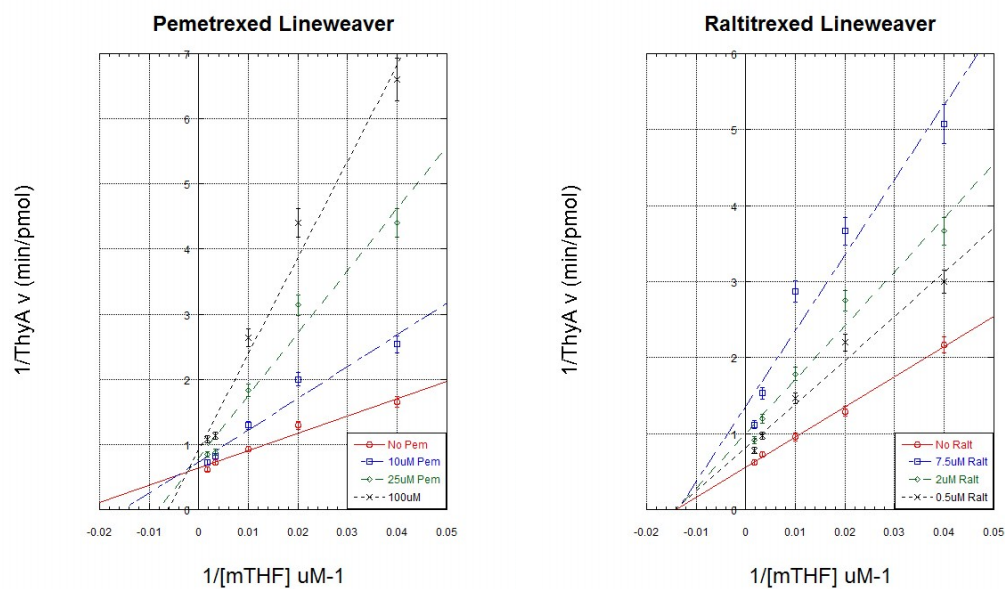 Pemetrexed Lineweaver
7
6
5
4
3
2
1
0
-0.02
-0.01
0
0.01
0.02
0.03
0.04
0.05
1/ThyA v (min/pmol)
1/[mTHF] uM-1
No Pem
10uM Pem
25uM Pem
100uM
Raltitrexed Lineweaver
6
5
4
3
2
1
0
-0.02
-0.01
0
0.01
0.02
0.03
0.04
0.05
1/ThyA v (min/pmol)
1/[mTHF] uM-1
No Ralt
7.5uM Ralt
2uM Ralt
0.5uM Ralt